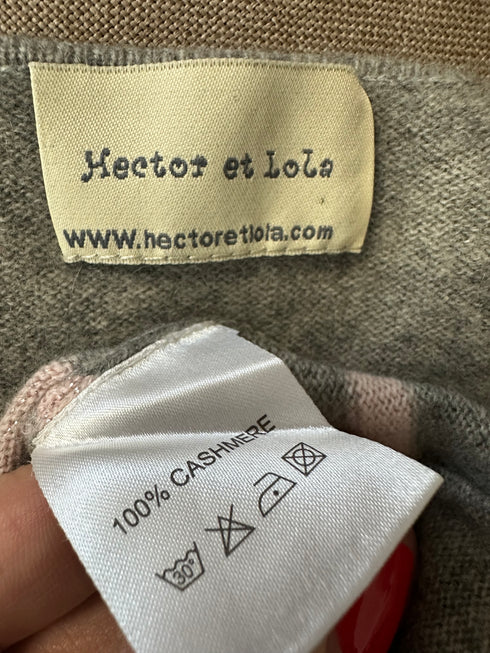 Hector et Lola
www.hectoretlola.com
100% CASHMERE
30°